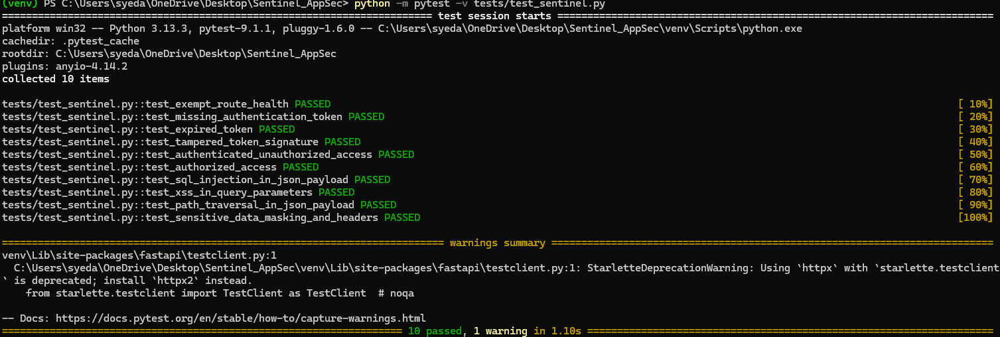 (venv) PS C:\Users\syeda\OneDrive\Desktop\Sentinel_AppSec> python -m pytest -v tests/test_sentinel.py
======================================================================== test session starts =========================================================================
platform win32 -- Python 3.13.3, pytest-9.1.1, pluggy-1.6.0 -- C:\Users\syeda\OneDrive\Desktop\Sentinel_AppSec\venv\Scripts\python.exe
cachedir: .pytest_cache
rootdir: C:\Users\syeda\OneDrive\Desktop\Sentinel_AppSec
plugins: anyio-4.14.2
collected 10 items
tests/test_sentinel.py::test_exempt_route_health PASSED [ 10%]
tests/test_sentinel.py::test_missing_authentication_token PASSED [ 20%]
tests/test_sentinel.py::test_expired_token PASSED [ 30%]
tests/test_sentinel.py::test_tampered_token_signature PASSED [ 40%]
tests/test_sentinel.py::test_authenticated_unauthorized_access PASSED [ 50%]
tests/test_sentinel.py::test_authorized_access PASSED [ 60%]
tests/test_sentinel.py::test_sql_injection_in_json_payload PASSED [ 70%]
tests/test_sentinel.py::test_xss_in_query_parameters PASSED [ 80%]
tests/test_sentinel.py::test_path_traversal_in_json_payload PASSED [ 90%]
tests/test_sentinel.py::test_sensitive_data_masking_and_headers PASSED [100%]
========================================================================== warnings summary ==========================================================================
venv\Lib\site-packages\fastapi\testclient.py:1
  C:\Users\syeda\OneDrive\Desktop\Sentinel_AppSec\venv\Lib\site-packages\fastapi\testclient.py:1: StarletteDeprecationWarning: Using `httpx` with `starlette.testclient
` is deprecated; install `httpx2` instead.
    from starlette.testclient import TestClient as TestClient  # noqa
-- Docs: https://docs.pytest.org/en/stable/how-to/capture-warnings.html
=================================================================== 10 passed, 1 warning in 1.10s ====================================================================